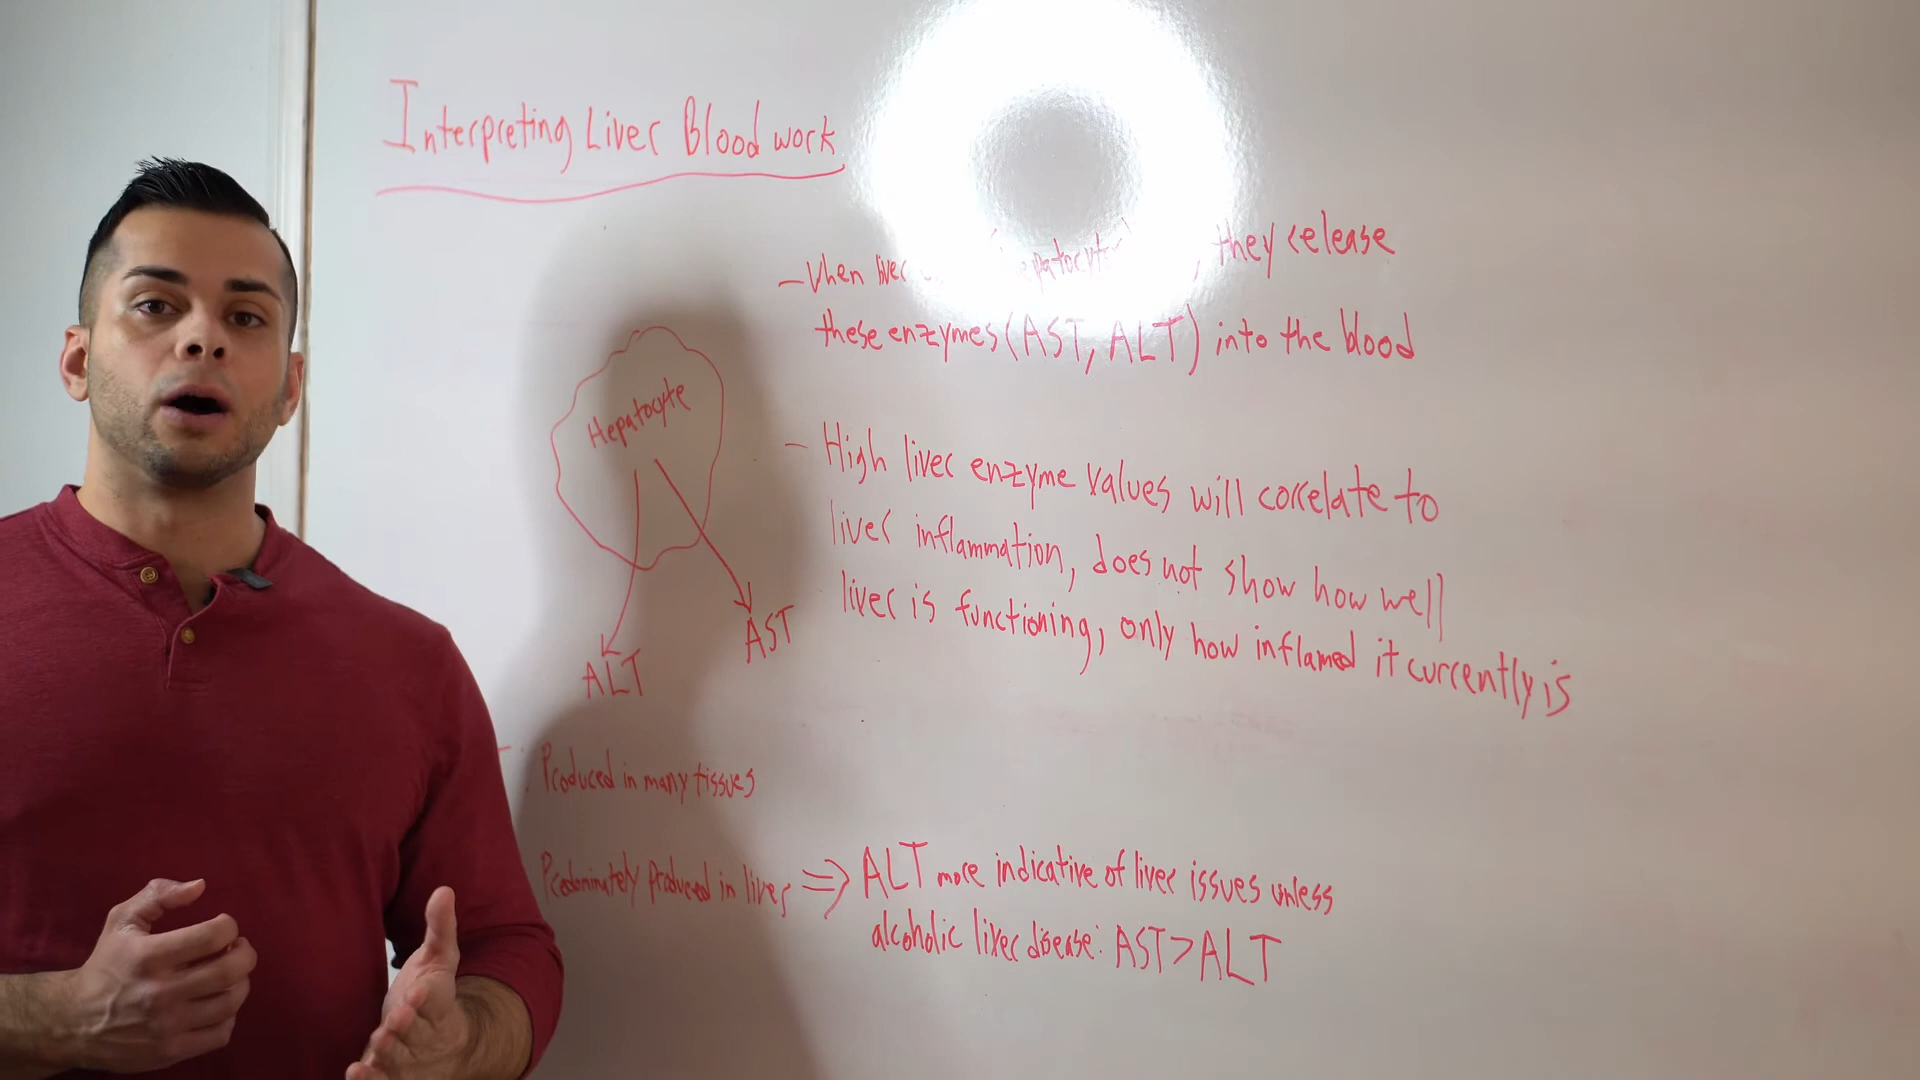 Interpreting Liver Blood work
- When liver they release
these enzymes (AST, ALT) into the blood
Hepatocyte
ALT
AST
- High liver enzyme values will correlate to
liver inflammation, does not show how well
liver is functioning, only how inflamed it currently is
: Produced in many tissues
Predominately produced in liver ⇒ ALT more indicative of liver issues unless
alcoholic liver disease: AST > ALT